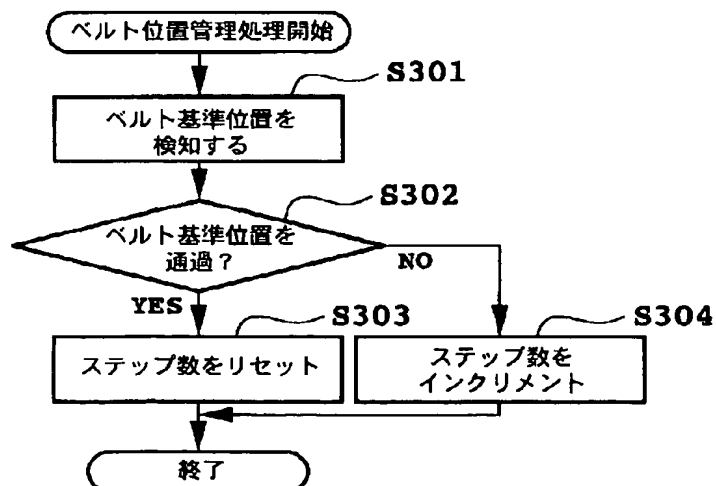 ベルト位置管理処理開始
S301
ベルト基準位置を
検知する
S302
ベルト基準位置を
通過？
NO
YES
S303
S304
ステップ数をリセット
ステップ数を
インクリメント
終了